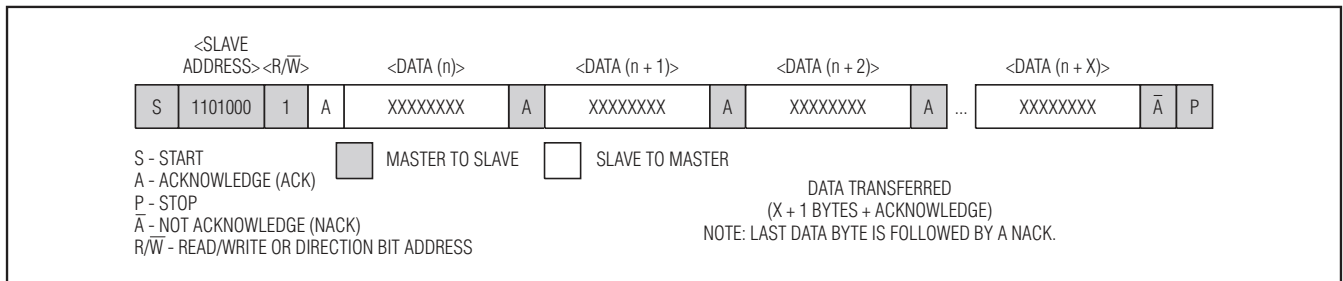 <SLAVE
ADDRESS> <R/W̅> <DATA (n)> <DATA (n + 1)> <DATA (n + 2)> <DATA (n + X)>
S 1101000 1 A XXXXXXXX A XXXXXXXX A XXXXXXXX A ... XXXXXXXX A̅ P
S - START
MASTER TO SLAVE SLAVE TO MASTER
A - ACKNOWLEDGE (ACK)
P - STOP
A̅ - NOT ACKNOWLEDGE (NACK)
R/W̅ - READ/WRITE OR DIRECTION BIT ADDRESS
DATA TRANSFERRED
(X + 1 BYTES + ACKNOWLEDGE)
NOTE: LAST DATA BYTE IS FOLLOWED BY A NACK.